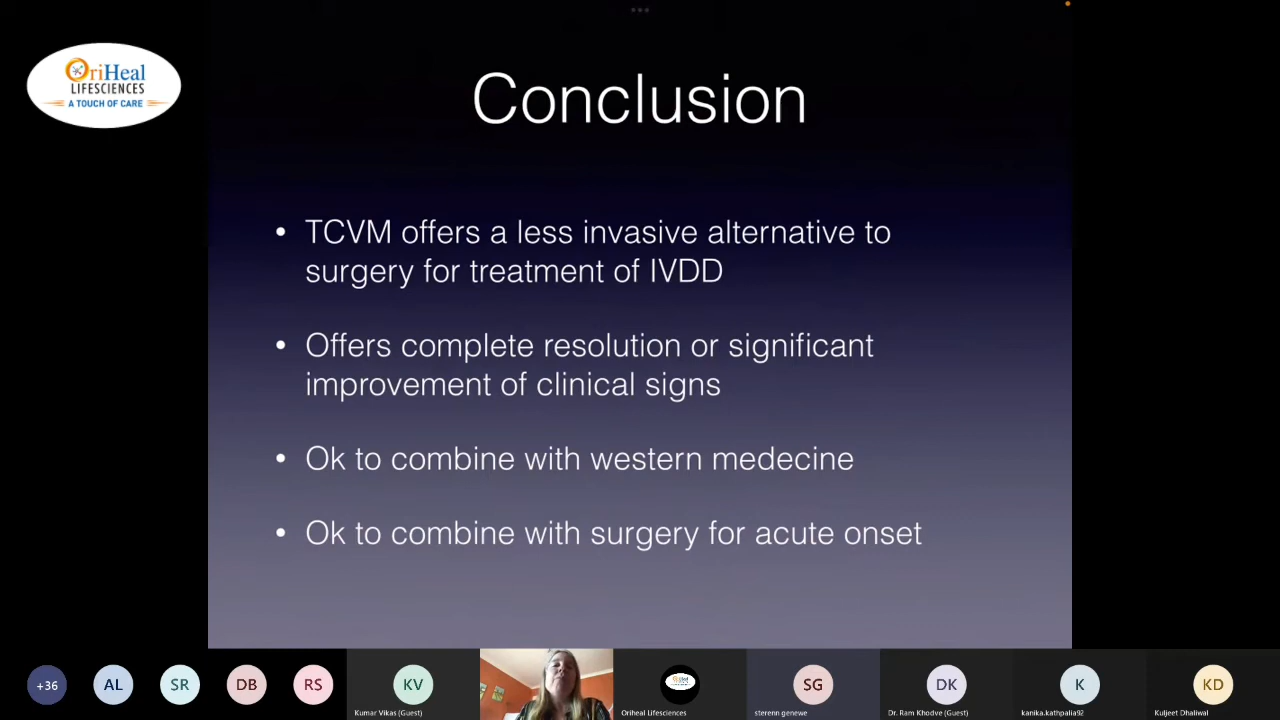 OriHeal
LIFESCIENCES
A TOUCH OF CARE
Conclusion
• TCVM offers a less invasive alternative to
surgery for treatment of IVDD
• Offers complete resolution or significant
improvement of clinical signs
• Ok to combine with western medecine
• Ok to combine with surgery for acute onset
+36
AL
SR
DB
RS
KV
Kumar Vikas (Guest)
Oriheal Lifesciences
SG
sterenn genewe
DK
Dr. Ram Khodve (Guest)
K
kanika.kathpalia92
KD
Kuljeet Dhaliwal